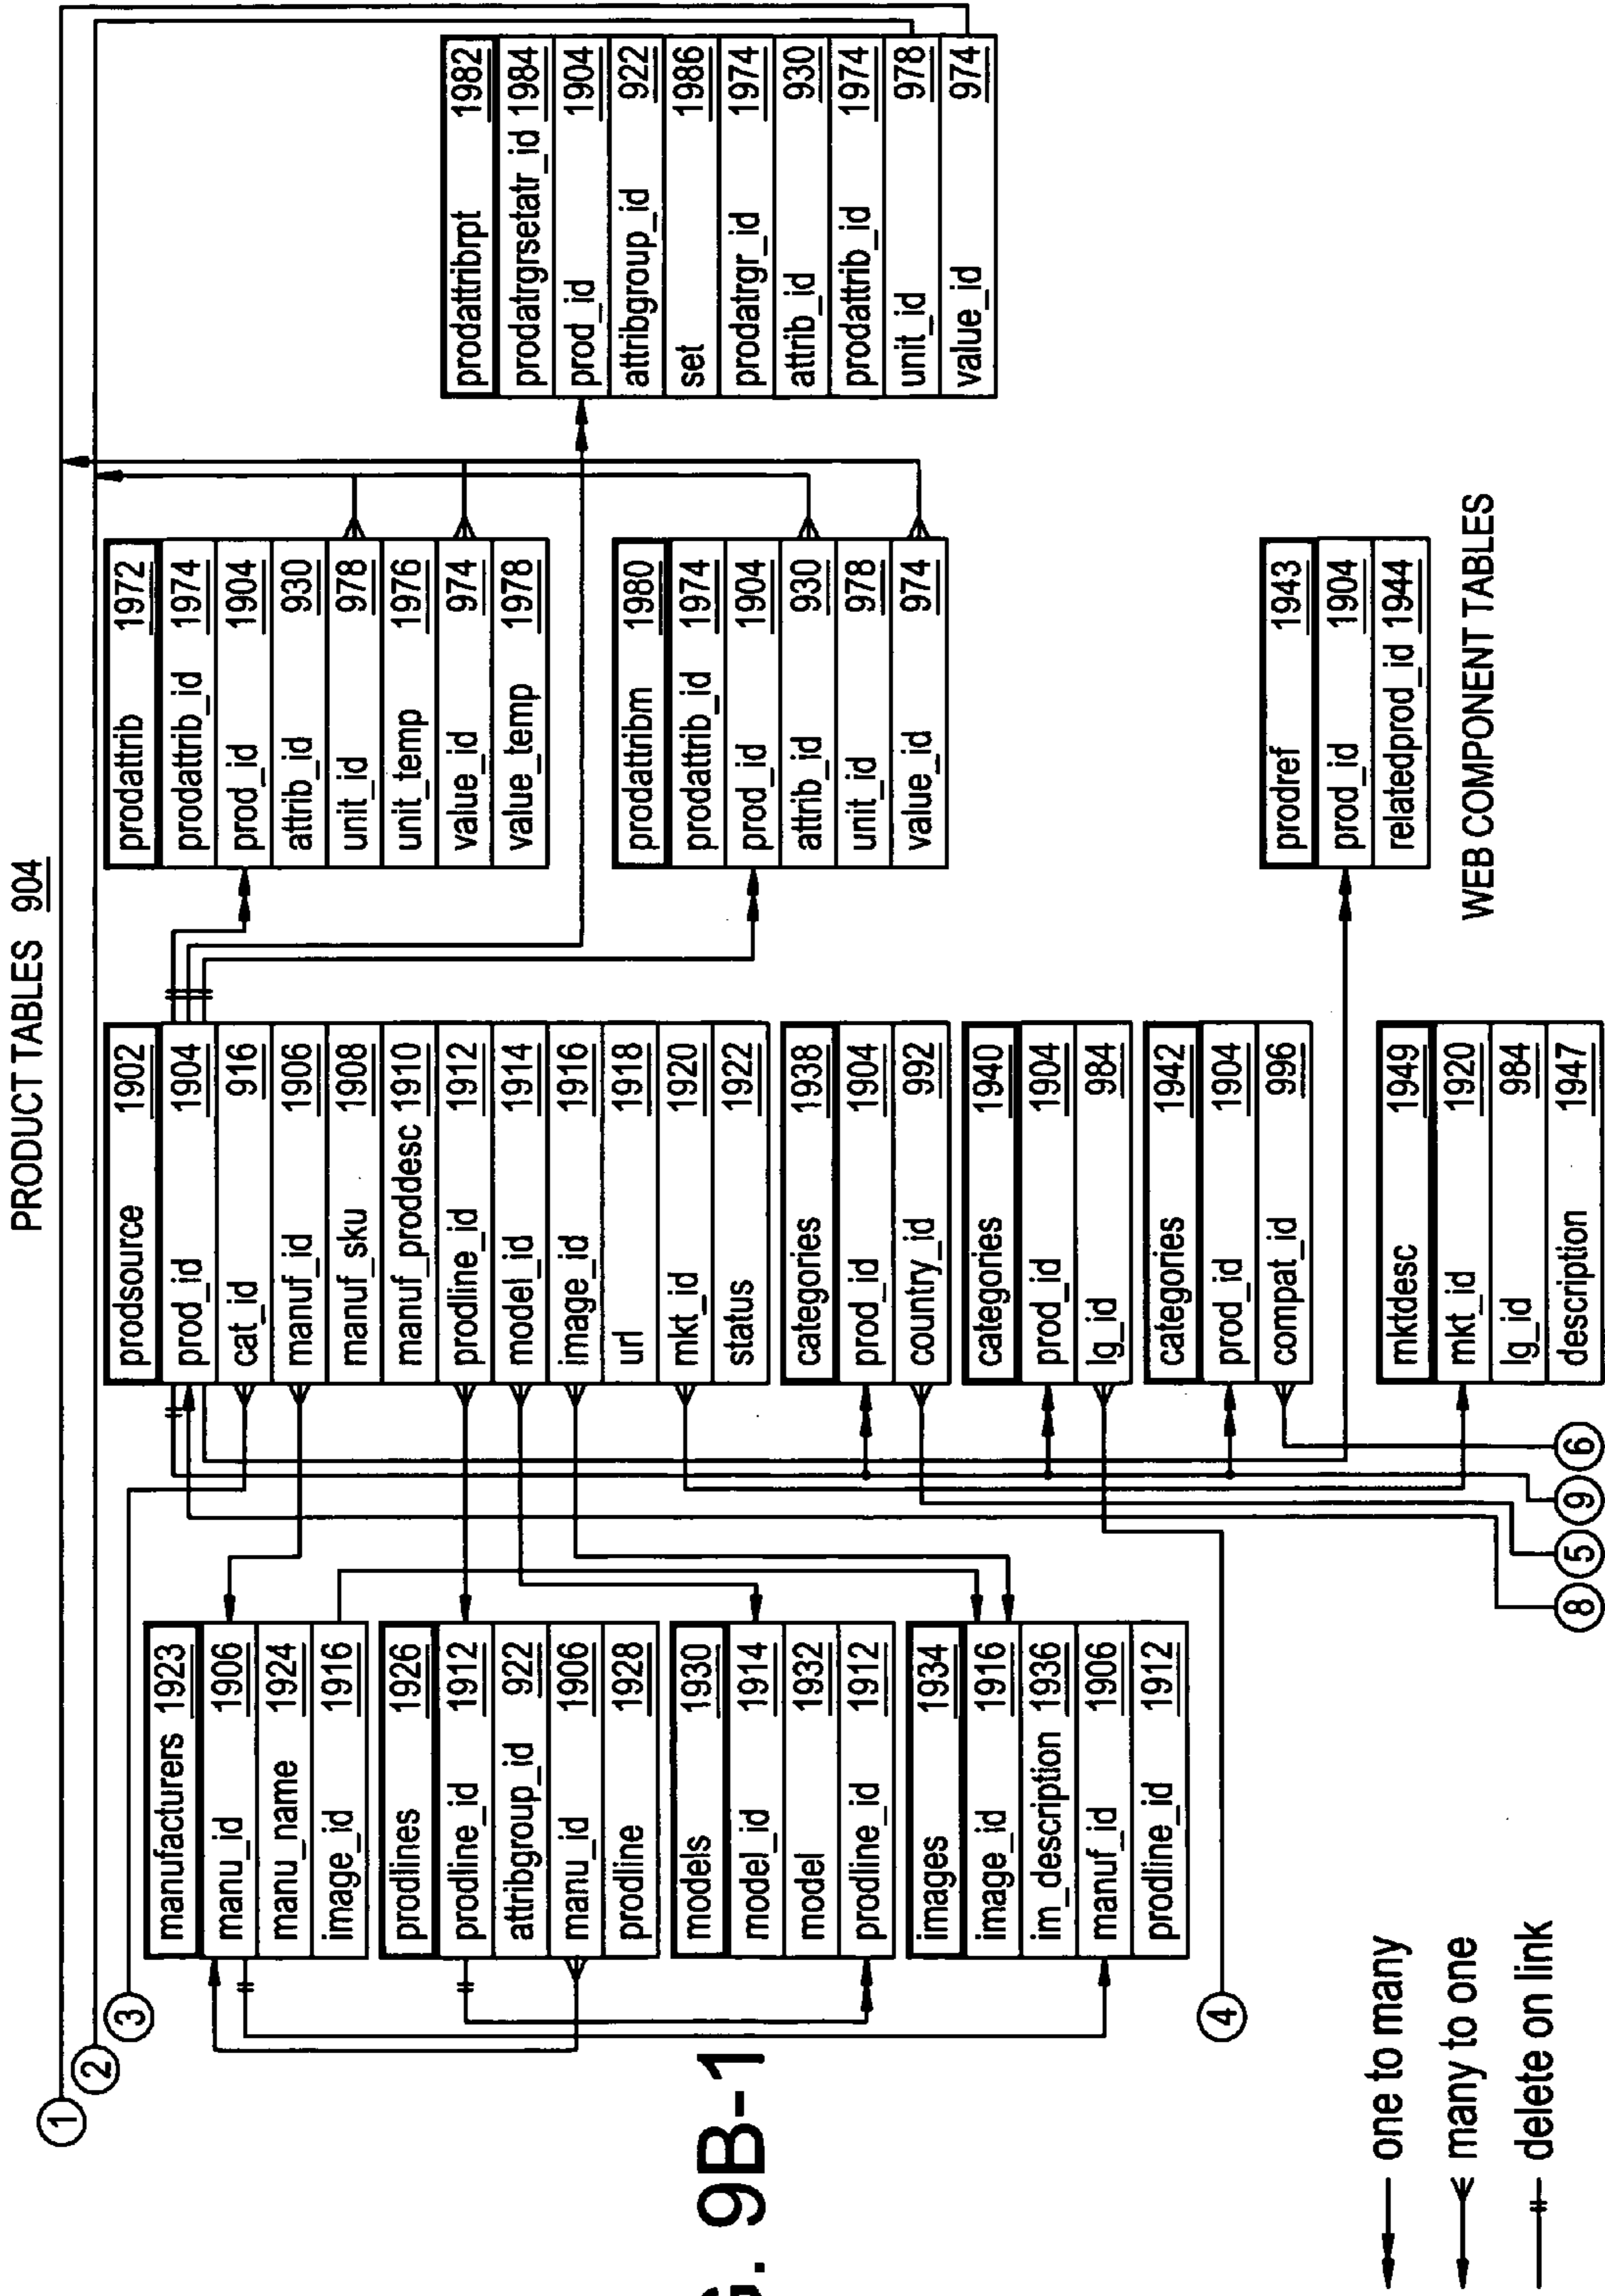 PRODUCT TABLES 904
1
2
3
manufacturers 1923
manu_id 1906
manu_name 1924
image_id 1916
prodlines 1926
prodline_id 1912
attribgroup_id 922
manu_id 1906
prodline 1928
models 1930
model_id 1914
model 1932
prodline_id 1912
images 1934
image_id 1916
im_description 1936
manuf_id 1906
prodline_id 1912
4
prodsource 1902
prod_id 1904
cat_id 916
manuf_id 1906
manuf_sku 1908
manuf_proddesc 1910
prodline_id 1912
model_id 1914
image_id 1916
url 1918
mkt_id 1920
status 1922
categories 1938
prod_id 1904
country_id 992
categories 1940
prod_id 1904
lg_id 984
categories 1942
prod_id 1904
compat_id 996
mktdesc 1949
mkt_id 1920
lg_id 984
description 1947
8
5
9
6
prodattrib 1972
prodattrib_id 1974
prod_id 1904
attrib_id 930
unit_id 978
unit_temp 1976
value_id 974
value_temp 1978
prodattribm 1980
prodattrib_id 1974
prod_id 1904
attrib_id 930
unit_id 978
value_id 974
prodref 1943
prod_id 1904
relatedprod_id 1944
WEB COMPONENT TABLES
prodattribrpt 1982
prodatrgrsetatr_id 1984
prod_id 1904
attribgroup_id 922
set 1986
prodatrgr_id 1974
attrib_id 930
prodattrib_id 1974
unit_id 978
value_id 974
one to many
many to one
delete on link
G. 9B-1